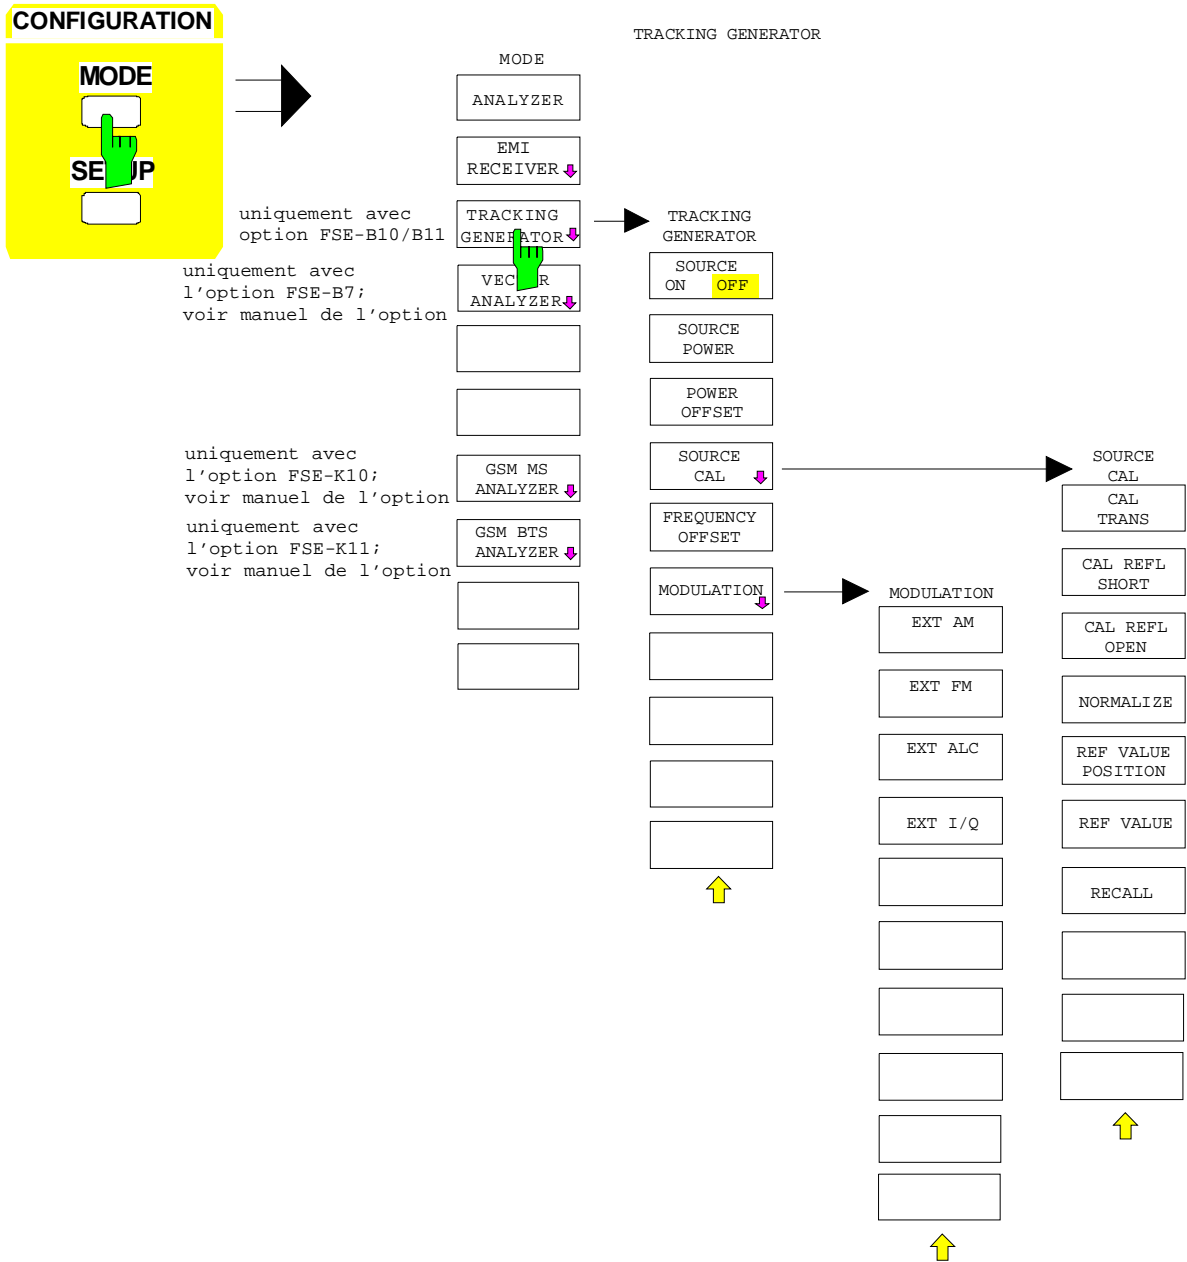 CONFIGURATION
MODE
SETUP
TRACKING GENERATOR
MODE
ANALYZER
EMI
RECEIVER
uniquement avec
option FSE-B10/B11
TRACKING
GENERATOR
uniquement avec
l'option FSE-B7;
voir manuel de l'option
VECTOR
ANALYZER
uniquement avec
l'option FSE-K10;
voir manuel de l'option
GSM MS
ANALYZER
uniquement avec
l'option FSE-K11;
voir manuel de l'option
GSM BTS
ANALYZER
TRACKING
GENERATOR
SOURCE
ON OFF
SOURCE
POWER
POWER
OFFSET
SOURCE
CAL
FREQUENCY
OFFSET
MODULATION
MODULATION
EXT AM
EXT FM
EXT ALC
EXT I/Q
SOURCE
CAL
CAL
TRANS
CAL REFL
SHORT
CAL REFL
OPEN
NORMALIZE
REF VALUE
POSITION
REF VALUE
RECALL